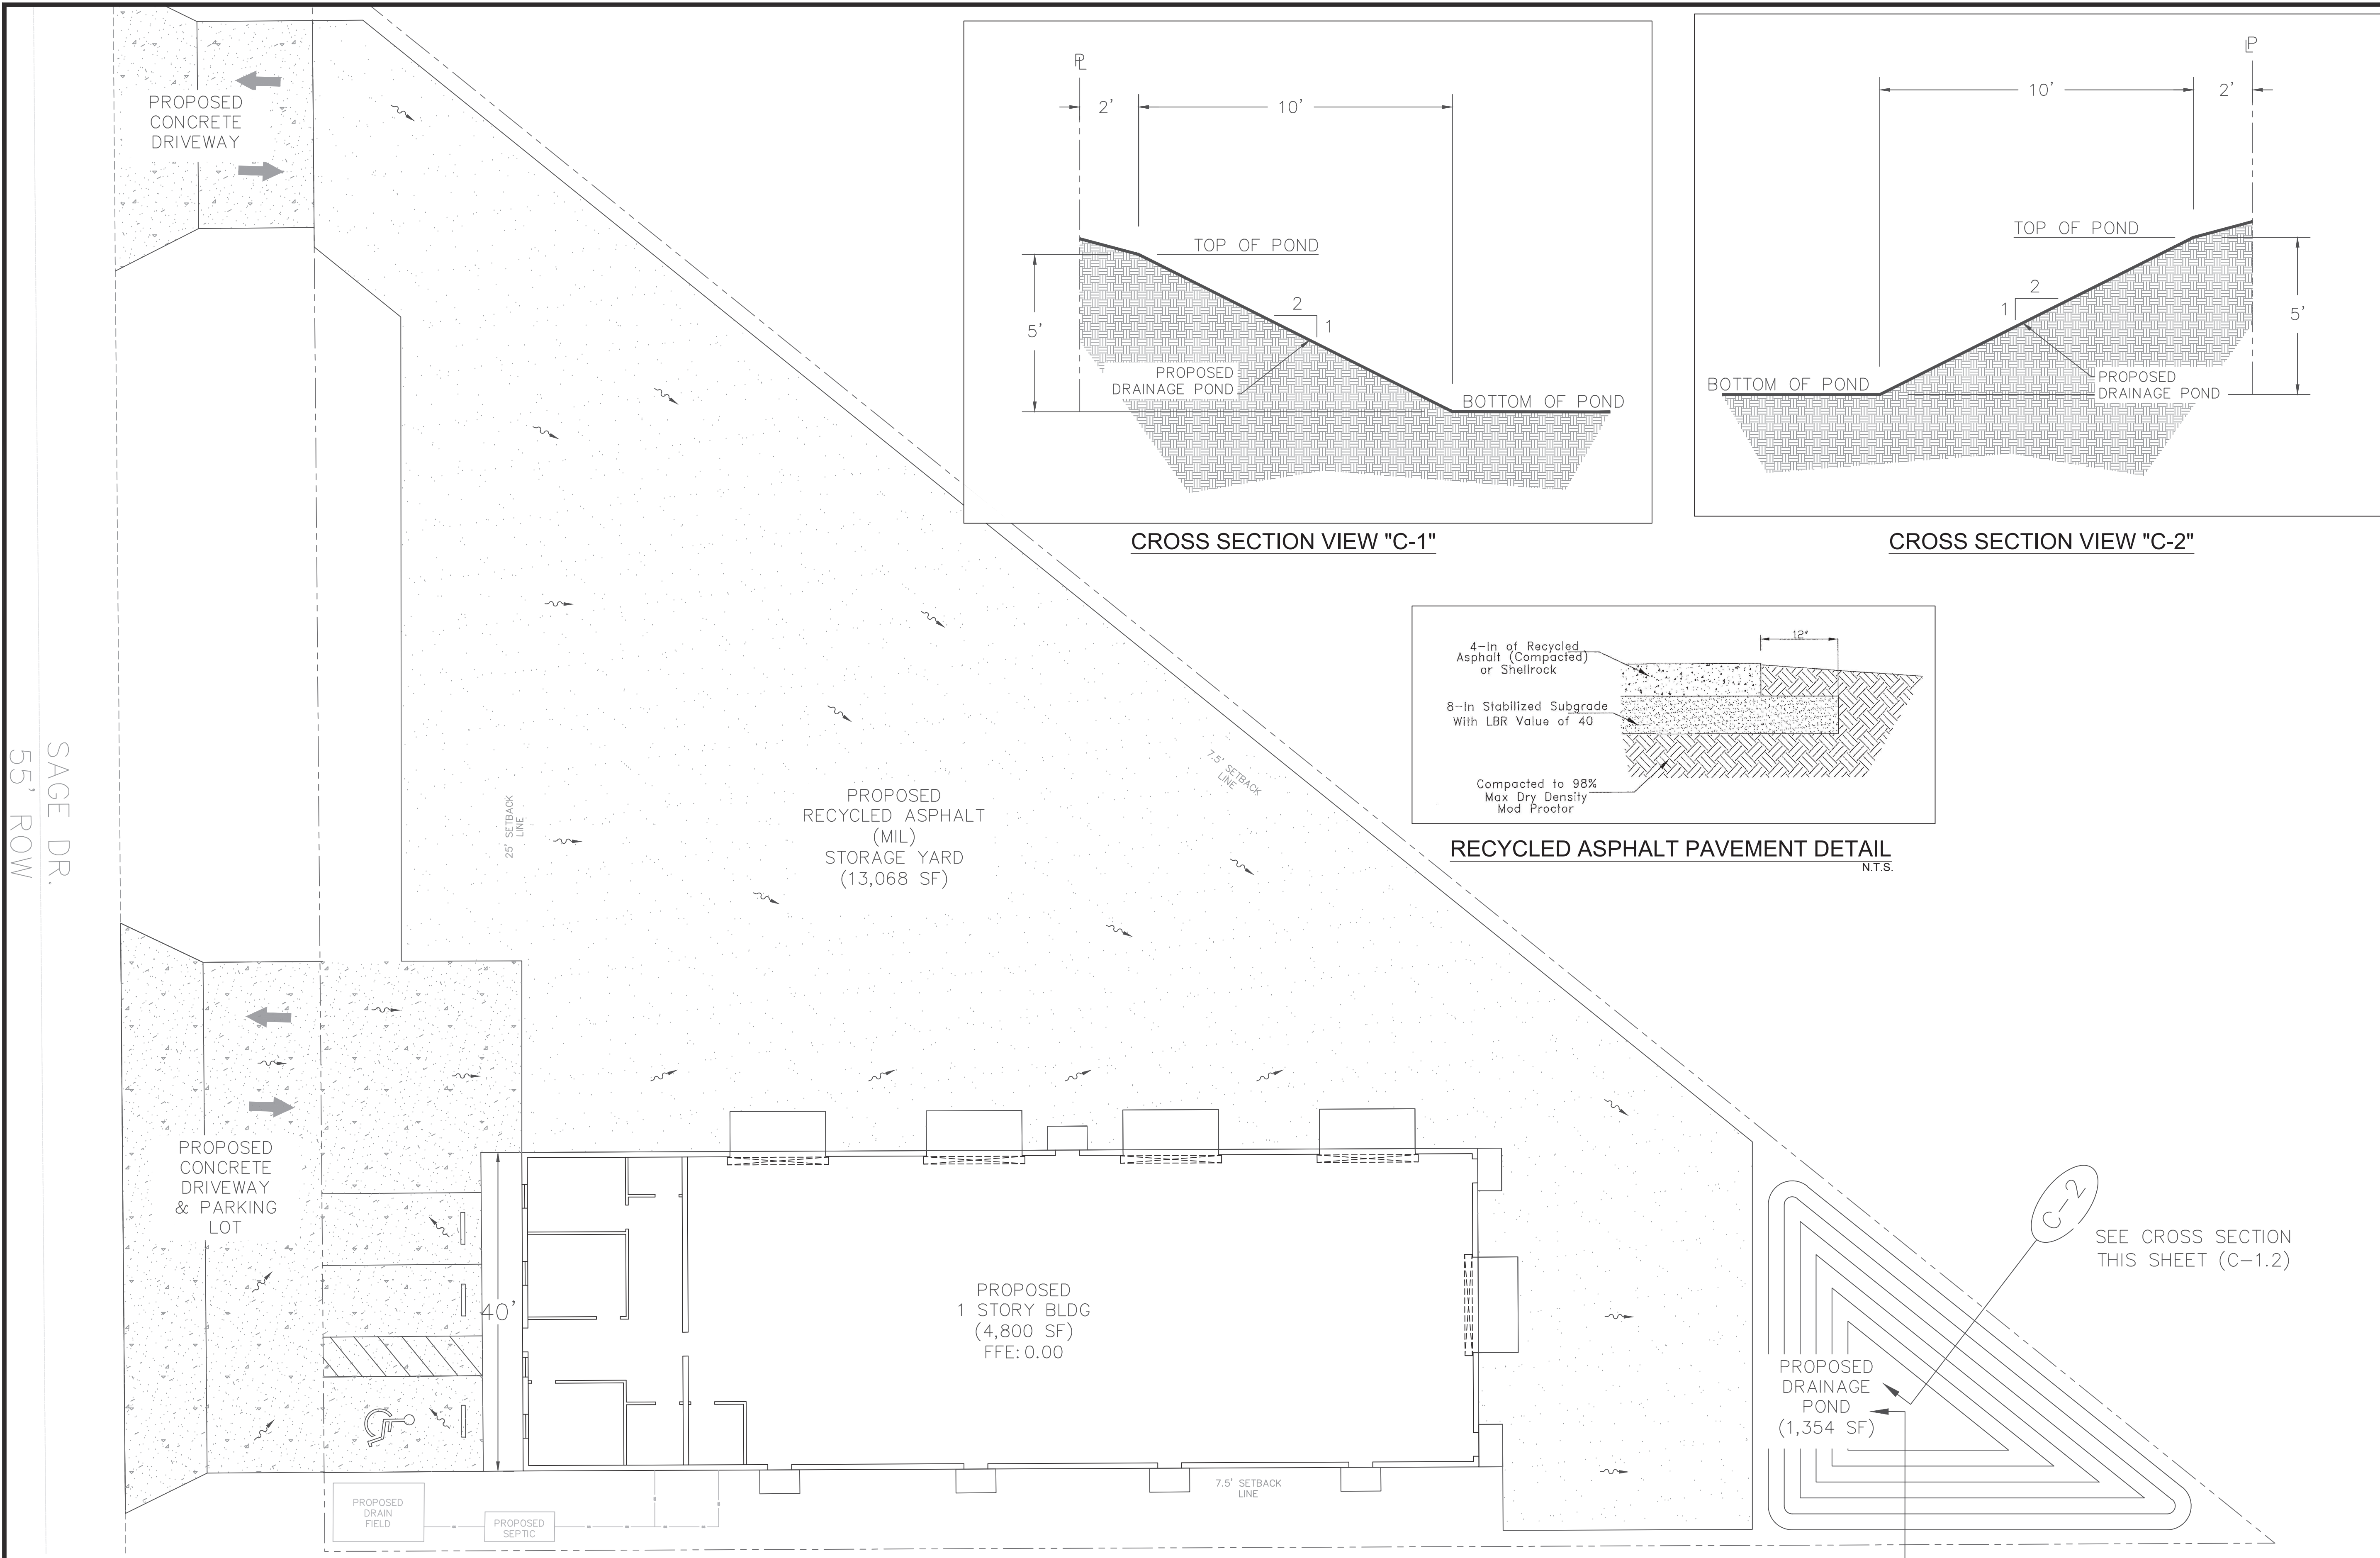 PROPOSED
CONCRETE
DRIVEWAY
SAGE DR.
55' ROW
PROPOSED
CONCRETE
DRIVEWAY
& PARKING
LOT
25' SETBACK
LINE
PROPOSED
RECYCLED ASPHALT
(MIL)
STORAGE YARD
(13,068 SF)
7.5' SETBACK
LINE
PL
2'
10'
TOP OF POND
5'
2
1
PROPOSED
DRAINAGE POND
BOTTOM OF POND
CROSS SECTION VIEW "C-1"
PL
10'
2'
TOP OF POND
2
1
5'
BOTTOM OF POND
PROPOSED
DRAINAGE POND
CROSS SECTION VIEW "C-2"
12"
4-In of Recycled
Asphalt (Compacted)
or Shellrock
8-In Stabilized Subgrade
With LBR Value of 40
Compacted to 98%
Max Dry Density
Mod Proctor
RECYCLED ASPHALT PAVEMENT DETAIL
N.T.S.
40'
PROPOSED
1 STORY BLDG
(4,800 SF)
FFE: 0.00
7.5' SETBACK
LINE
PROPOSED
DRAIN
FIELD
PROPOSED
SEPTIC
C-2
SEE CROSS SECTION
THIS SHEET (C-1.2)
PROPOSED
DRAINAGE
POND
(1,354 SF)